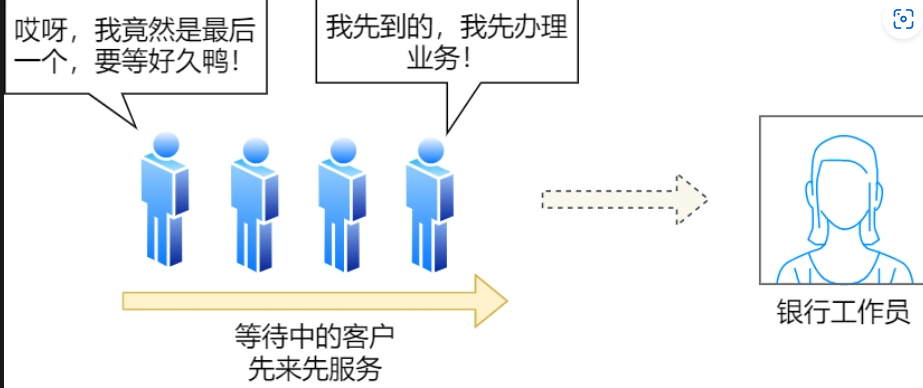 哎呀，我竟然是最后
一个，要等好久鸭！
我先到的，我先办理
业务！
银行工作员
等待中的客户
先来先服务